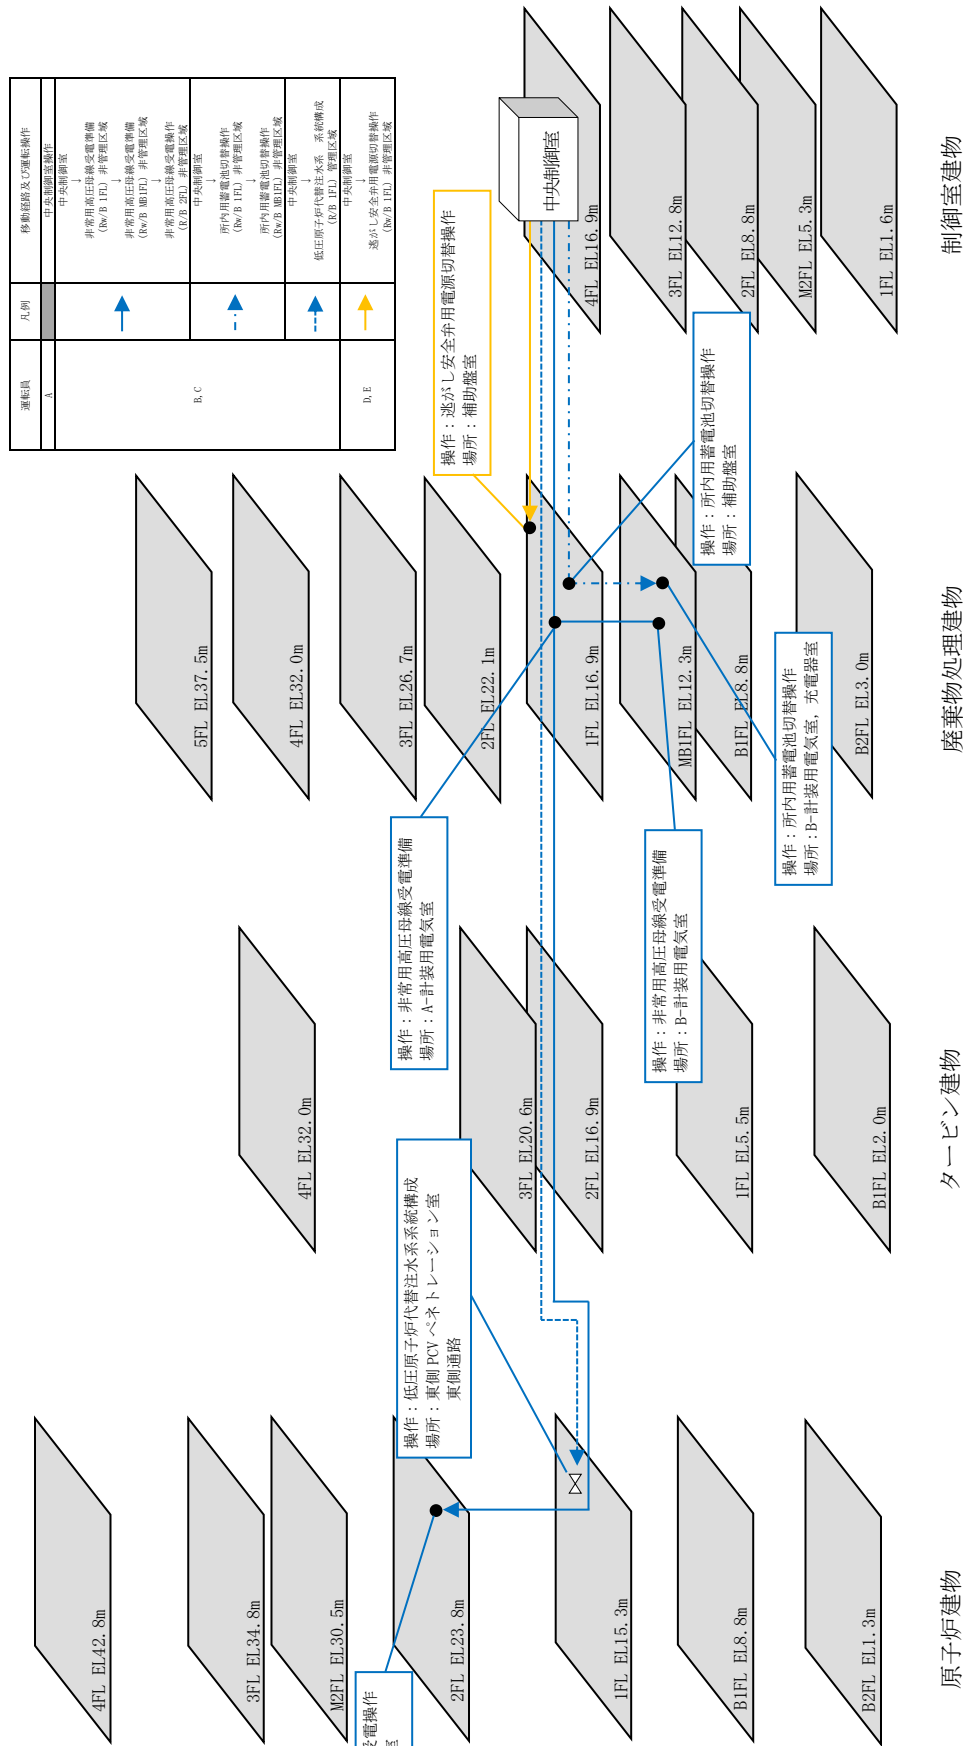 運転員 凡例 移動経路及び運転操作
A 中央制御室操作
B, C
中央制御室
↓
非常用高圧母線受電準備
(Rw/B 1FL) 非管理区域
↓
非常用高圧母線受電準備
(Rw/B MB1FL) 非管理区域
↓
非常用高圧母線受電操作
(R/B 2FL) 非管理区域
中央制御室
↓
所内用蓄電池切替操作
(Rw/B 1FL) 非管理区域
↓
所内用蓄電池切替操作
(Rw/B MB1FL) 非管理区域
中央制御室
↓
低圧原子炉代替注水系 系統構成
(R/B 1FL) 管理区域
D, E
中央制御室
↓
逃がし安全弁用電源切替操作
(Rw/B 1FL) 非管理区域
4FL EL42.8m
3FL EL34.8m
M2FL EL30.5m
2FL EL23.8m
1FL EL15.3m
B1FL EL8.8m
B2FL EL1.3m
原子炉建物
受電操作
操作：低圧原子炉代替注水系系統構成
場所：東側 PCV ペネトレーション室
東側通路
4FL EL32.0m
3FL EL20.6m
2FL EL16.9m
1FL EL5.5m
B1FL EL2.0m
タービン建物
操作：非常用高圧母線受電準備
場所：A-計装用電気室
操作：非常用高圧母線受電準備
場所：B-計装用電気室
5FL EL37.5m
4FL EL32.0m
3FL EL26.7m
2FL EL22.1m
1FL EL16.9m
MB1FL EL12.3m
B1FL EL8.8m
B2FL EL3.0m
廃棄物処理建物
操作：所内用蓄電池切替操作
場所：B-計装用電気室，充電器室
操作：逃がし安全弁用電源切替操作
場所：補助盤室
操作：所内用蓄電池切替操作
場所：補助盤室
中央制御室
4FL EL16.9m
3FL EL12.8m
2FL EL8.8m
M2FL EL5.3m
1FL EL1.6m
制御室建物